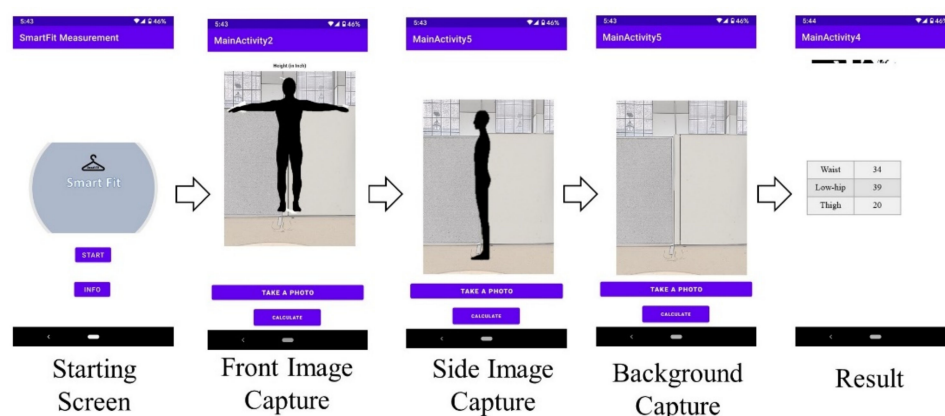 5:43
46%
SmartFit Measurement
Smart Fit
START
INFO
Starting
Screen
5:43
46%
MainActivity2
Height (in Inch)
TAKE A PHOTO
CALCULATE
Front Image
Capture
5:43
46%
MainActivity5
TAKE A PHOTO
CALCULATE
Side Image
Capture
5:43
46%
MainActivity5
TAKE A PHOTO
CALCULATE
Background
Capture
5:44
46%
MainActivity4
Waist 34
Low-hip 39
Thigh 20
Result